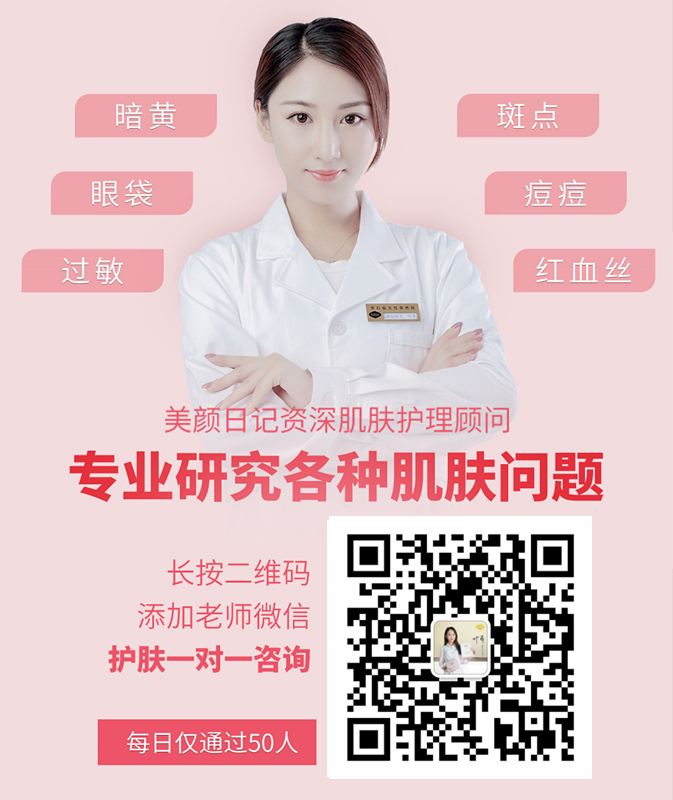 暗黄
斑点
眼袋
痘痘
过敏
红血丝
美颜日记资深肌肤护理顾问
专业研究各种肌肤问题
长按二维码
添加老师微信
护肤一对一咨询
每日仅通过50人